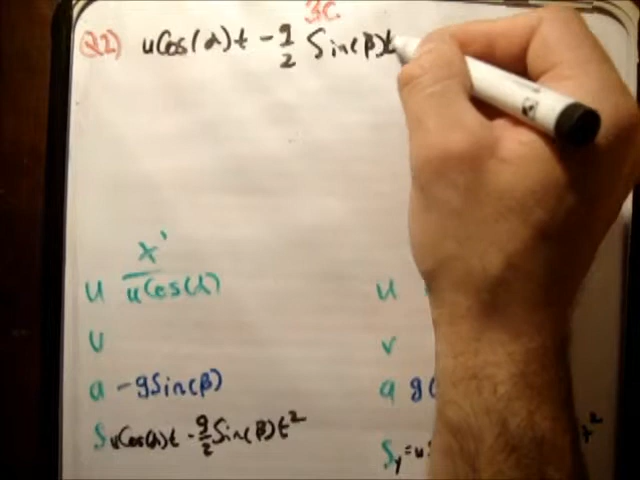 3c
Q2) uCos(α)t - g/2 Sin(β)t
x'
u uCos(α) u
v v
a -gSin(β) a g(
S uCos(α)t - g/2 Sin(β)t² Sy = u